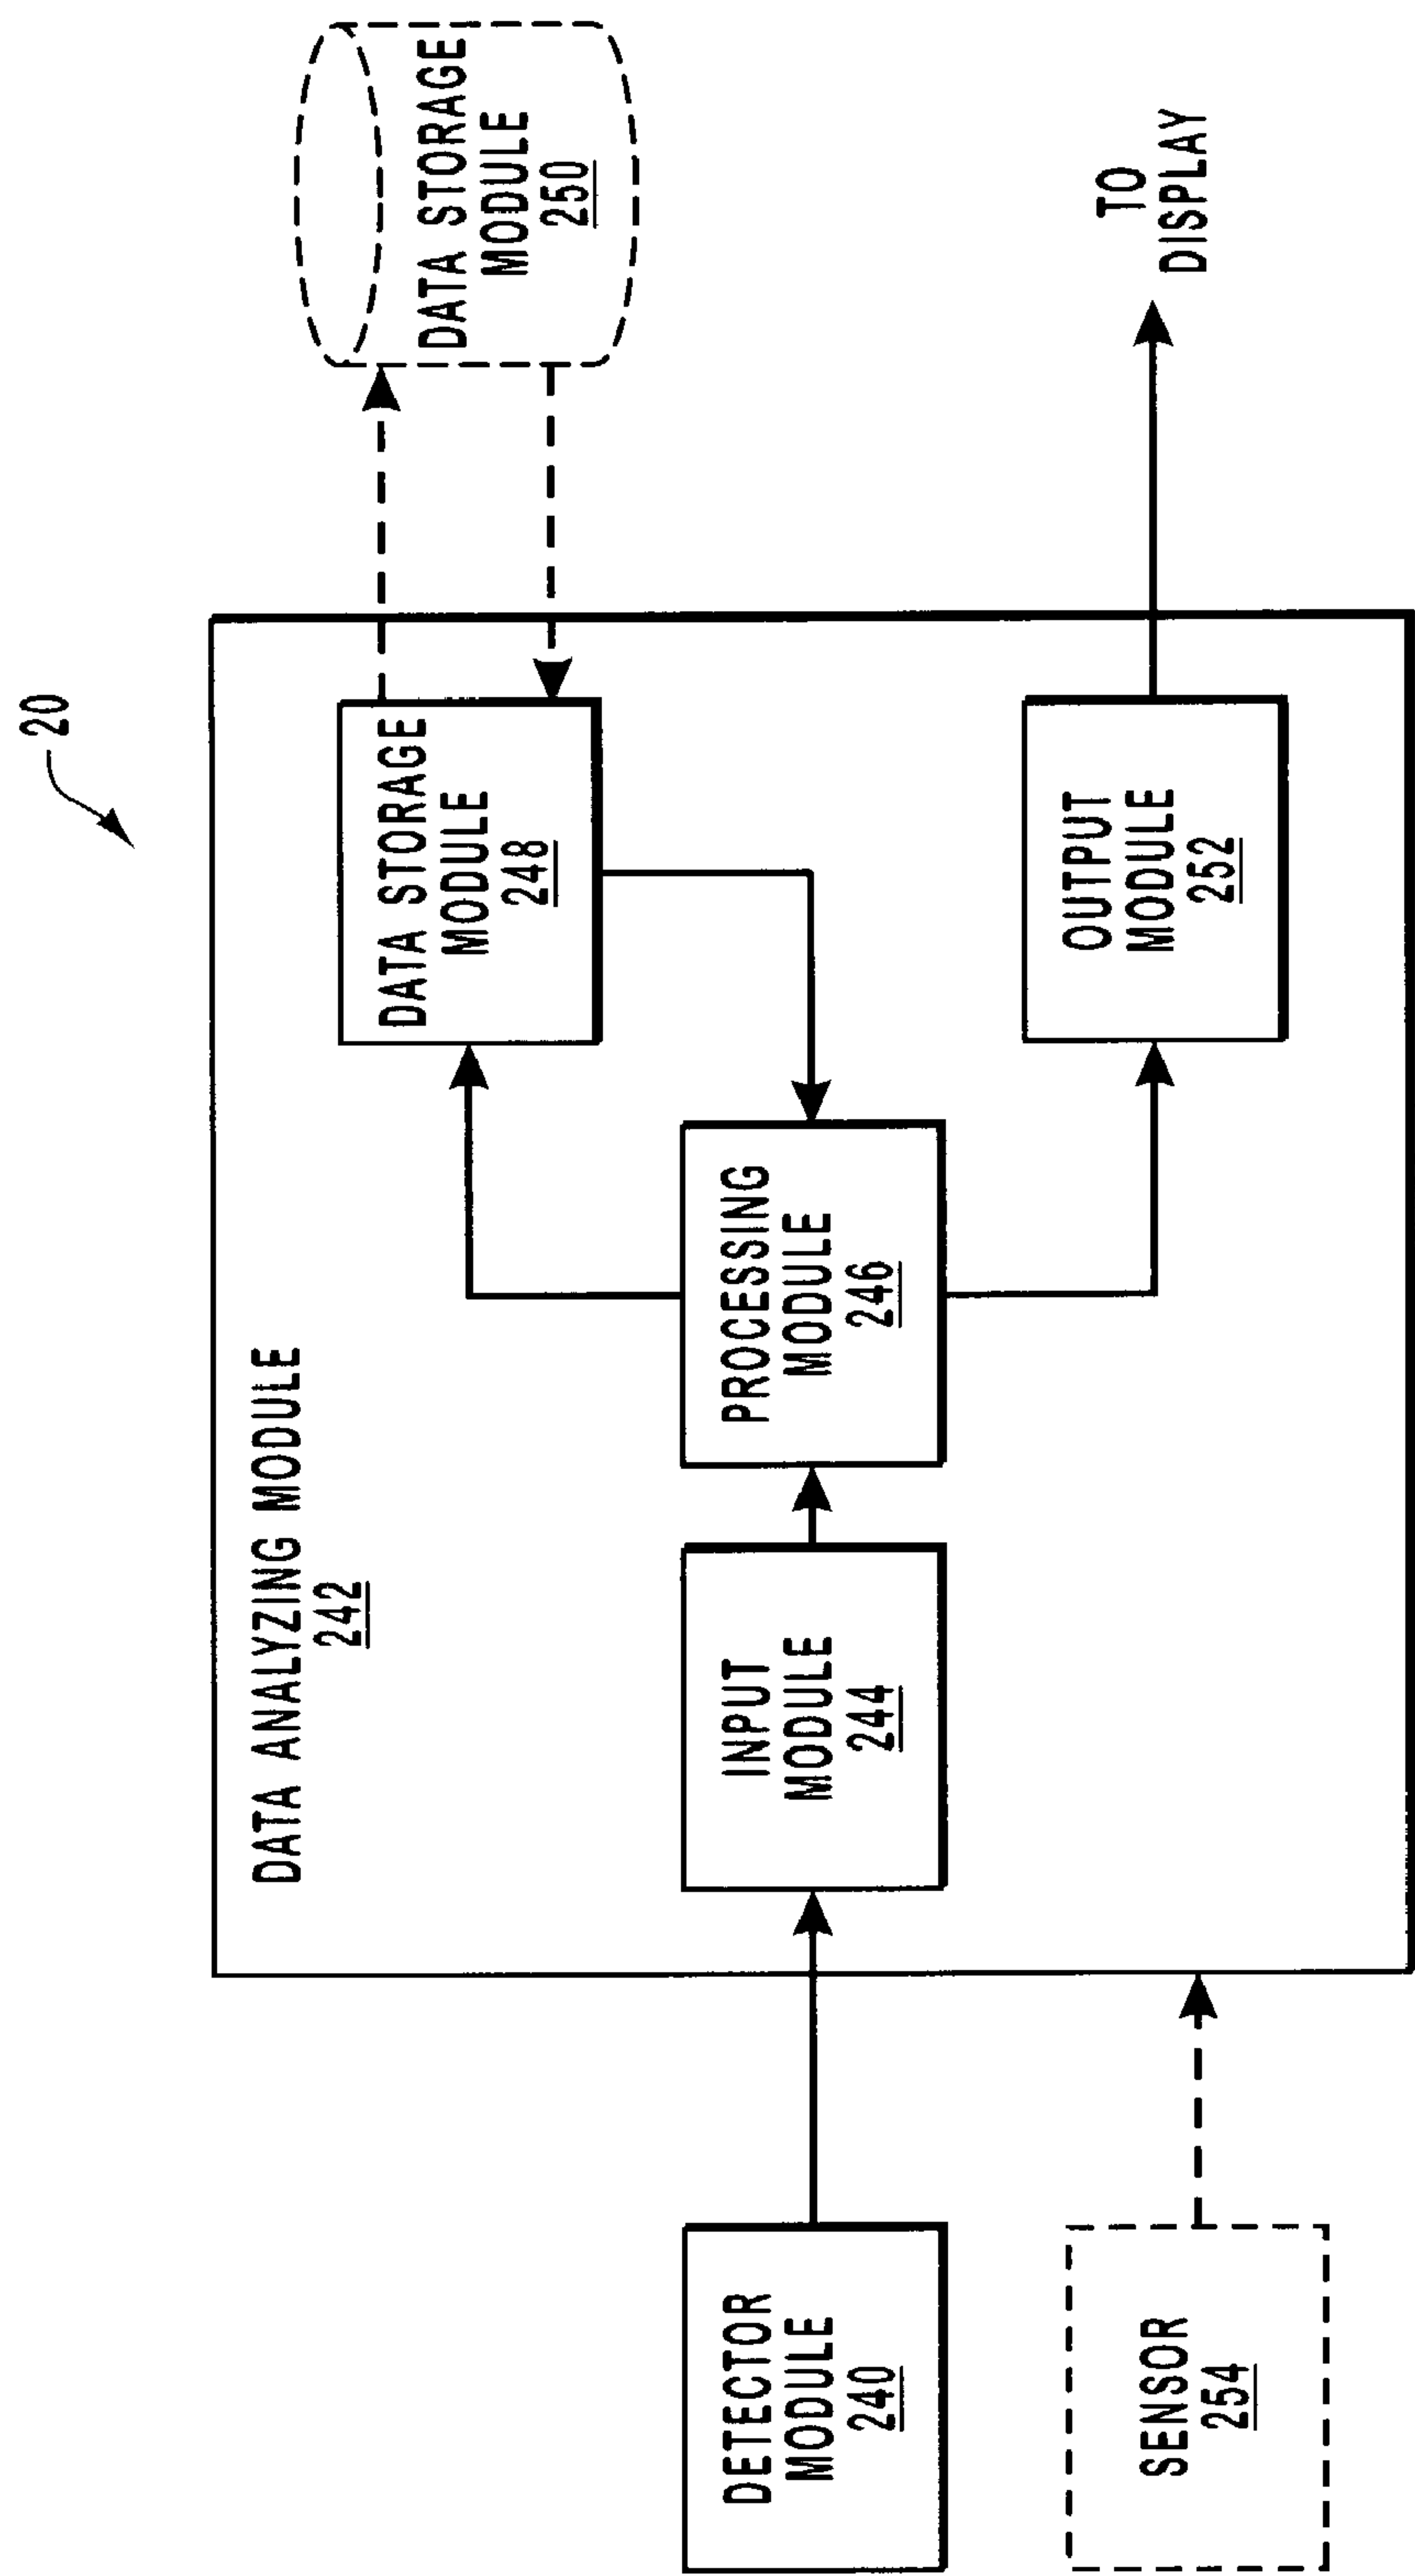 20
DATA ANALYZING MODULE
242
DATA STORAGE
MODULE
248
DATA STORAGE
MODULE
250
DETECTOR
MODULE
240
INPUT
MODULE
244
PROCESSING
MODULE
246
OUTPUT
MODULE
252
TO
DISPLAY
SENSOR
254